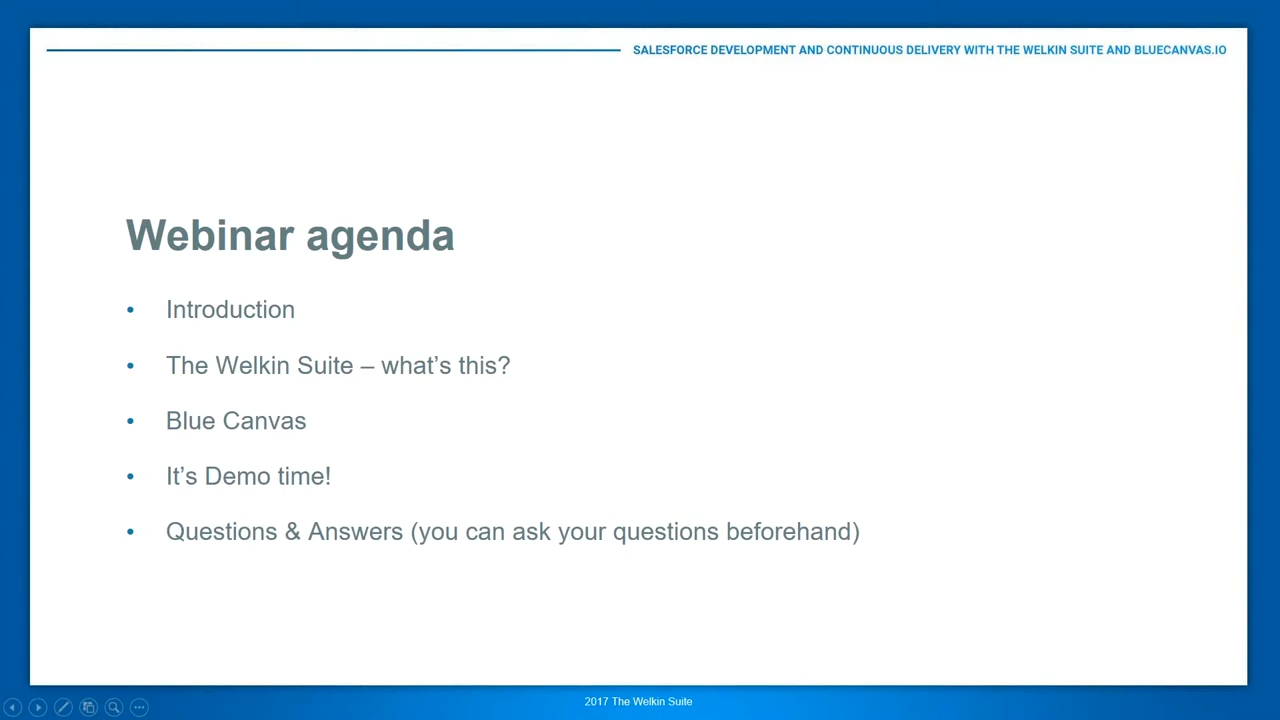 SALESFORCE DEVELOPMENT AND CONTINUOUS DELIVERY WITH THE WELKIN SUITE AND BLUECANVAS.IO
Webinar agenda
• Introduction
• The Welkin Suite – what’s this?
• Blue Canvas
• It’s Demo time!
• Questions & Answers (you can ask your questions beforehand)
2017 The Welkin Suite